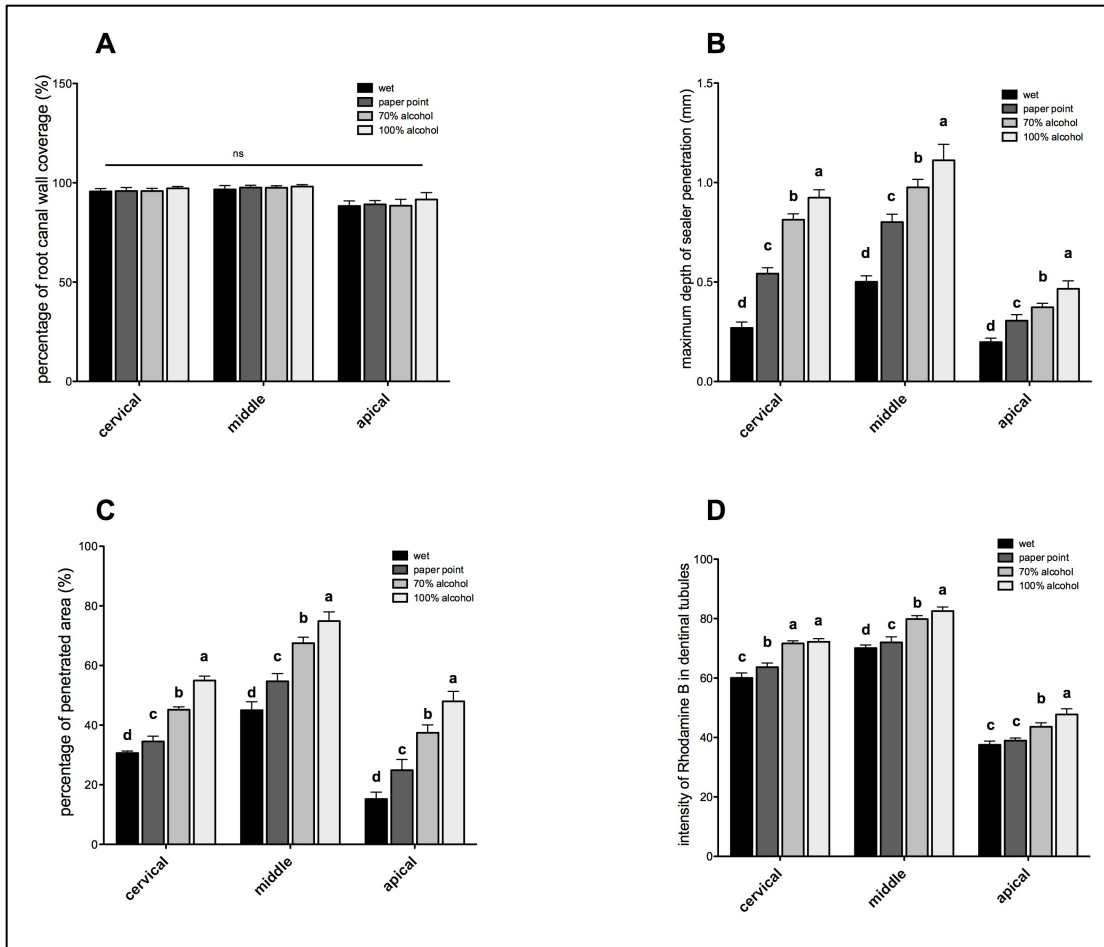 A
percentage of root canal wall coverage (%)
150
100
50
0
wet
paper point
70% alcohol
100% alcohol
ns
cervical
middle
apical
B
maximum depth of sealer penetration (mm)
1.5
1.0
0.5
0.0
wet
paper point
70% alcohol
100% alcohol
d c b a
d c b a
d c b a
cervical
middle
apical
C
percentage of penetrated area (%)
100
80
60
40
20
0
wet
paper point
70% alcohol
100% alcohol
d c b a
d c b a
d c b a
cervical
middle
apical
D
intensity of Rhodamine B in dentinal tubules
100
80
60
40
20
0
wet
paper point
70% alcohol
100% alcohol
c b a a
d c b a
c c b a
cervical
middle
apical